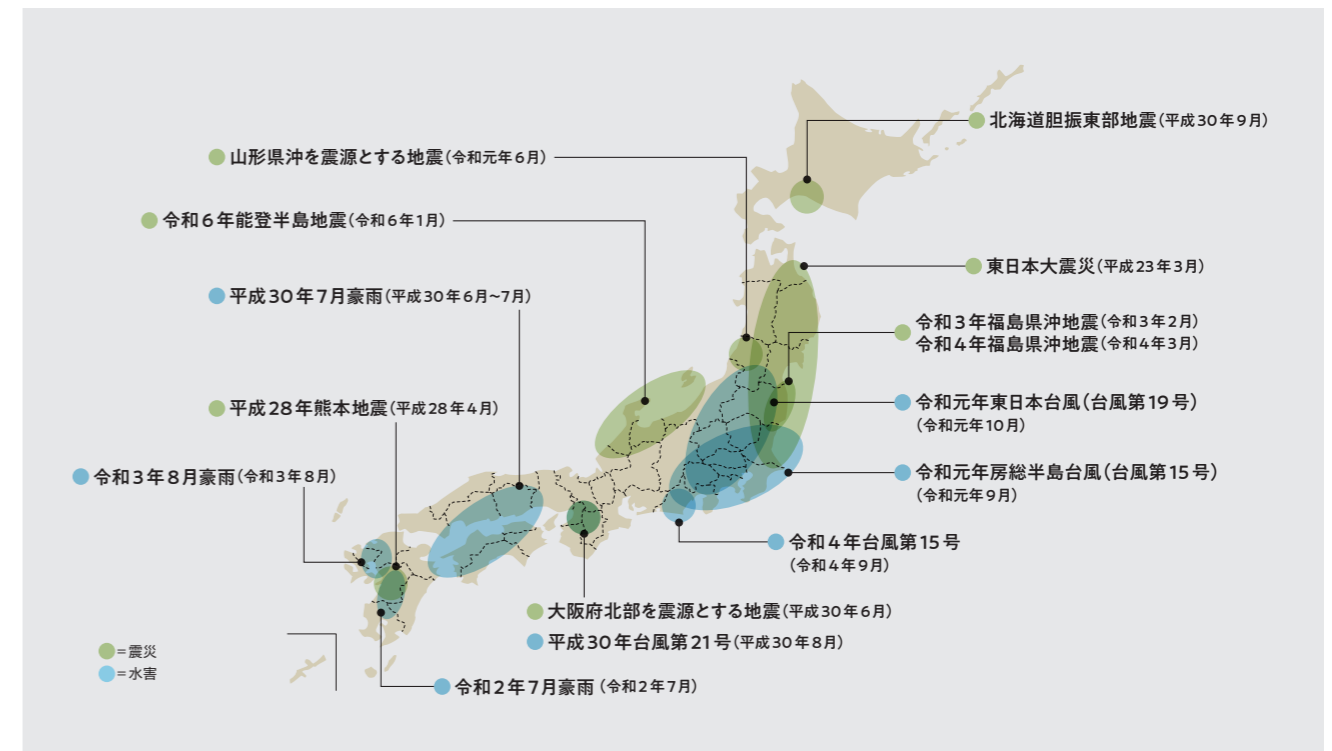 北海道胆振東部地震(平成30年9月)
山形県沖を震源とする地震(令和元年6月)
令和6年能登半島地震(令和6年1月)
東日本大震災(平成23年3月)
平成30年7月豪雨(平成30年6月~7月)
令和3年福島県沖地震(令和3年2月)
令和4年福島県沖地震(令和4年3月)
平成28年熊本地震(平成28年4月)
令和元年東日本台風(台風第19号)
(令和元年10月)
令和3年8月豪雨(令和3年8月)
令和元年房総半島台風(台風第15号)
(令和元年9月)
令和4年台風第15号
(令和4年9月)
大阪府北部を震源とする地震(平成30年6月)
平成30年台風第21号(平成30年8月)
=震災
=水害
令和2年7月豪雨(令和2年7月)